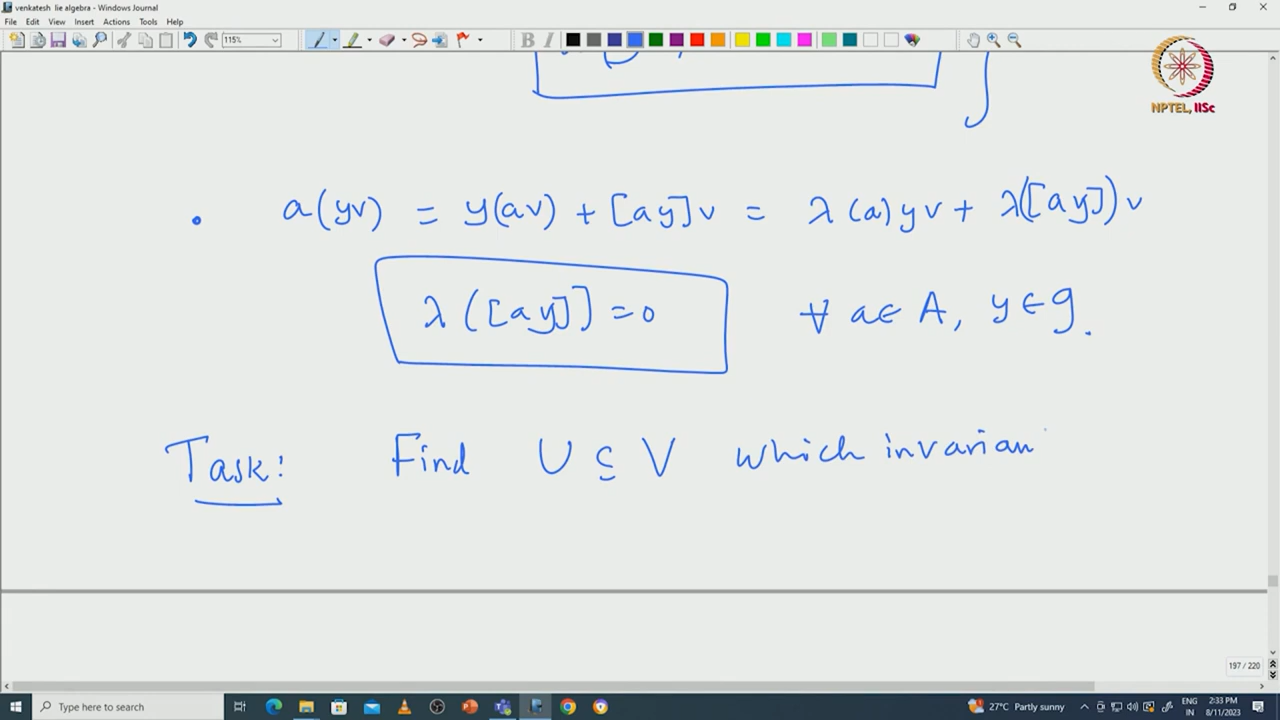 venkatesh lie algebra - Windows Journal
File Edit View Insert Actions Tools Help
115%
B I
NPTEL, IISc
• a(yv) = y(av) + [ay]v = λ(a)yv + λ([ay])v
λ([ay]) = 0 ∀ a ∈ A, y ∈ g.
Task: Find U ⊆ V which invarian
197 / 220
Type here to search
27°C Partly sunny
ENG
IN
2:33 PM
8/11/2023